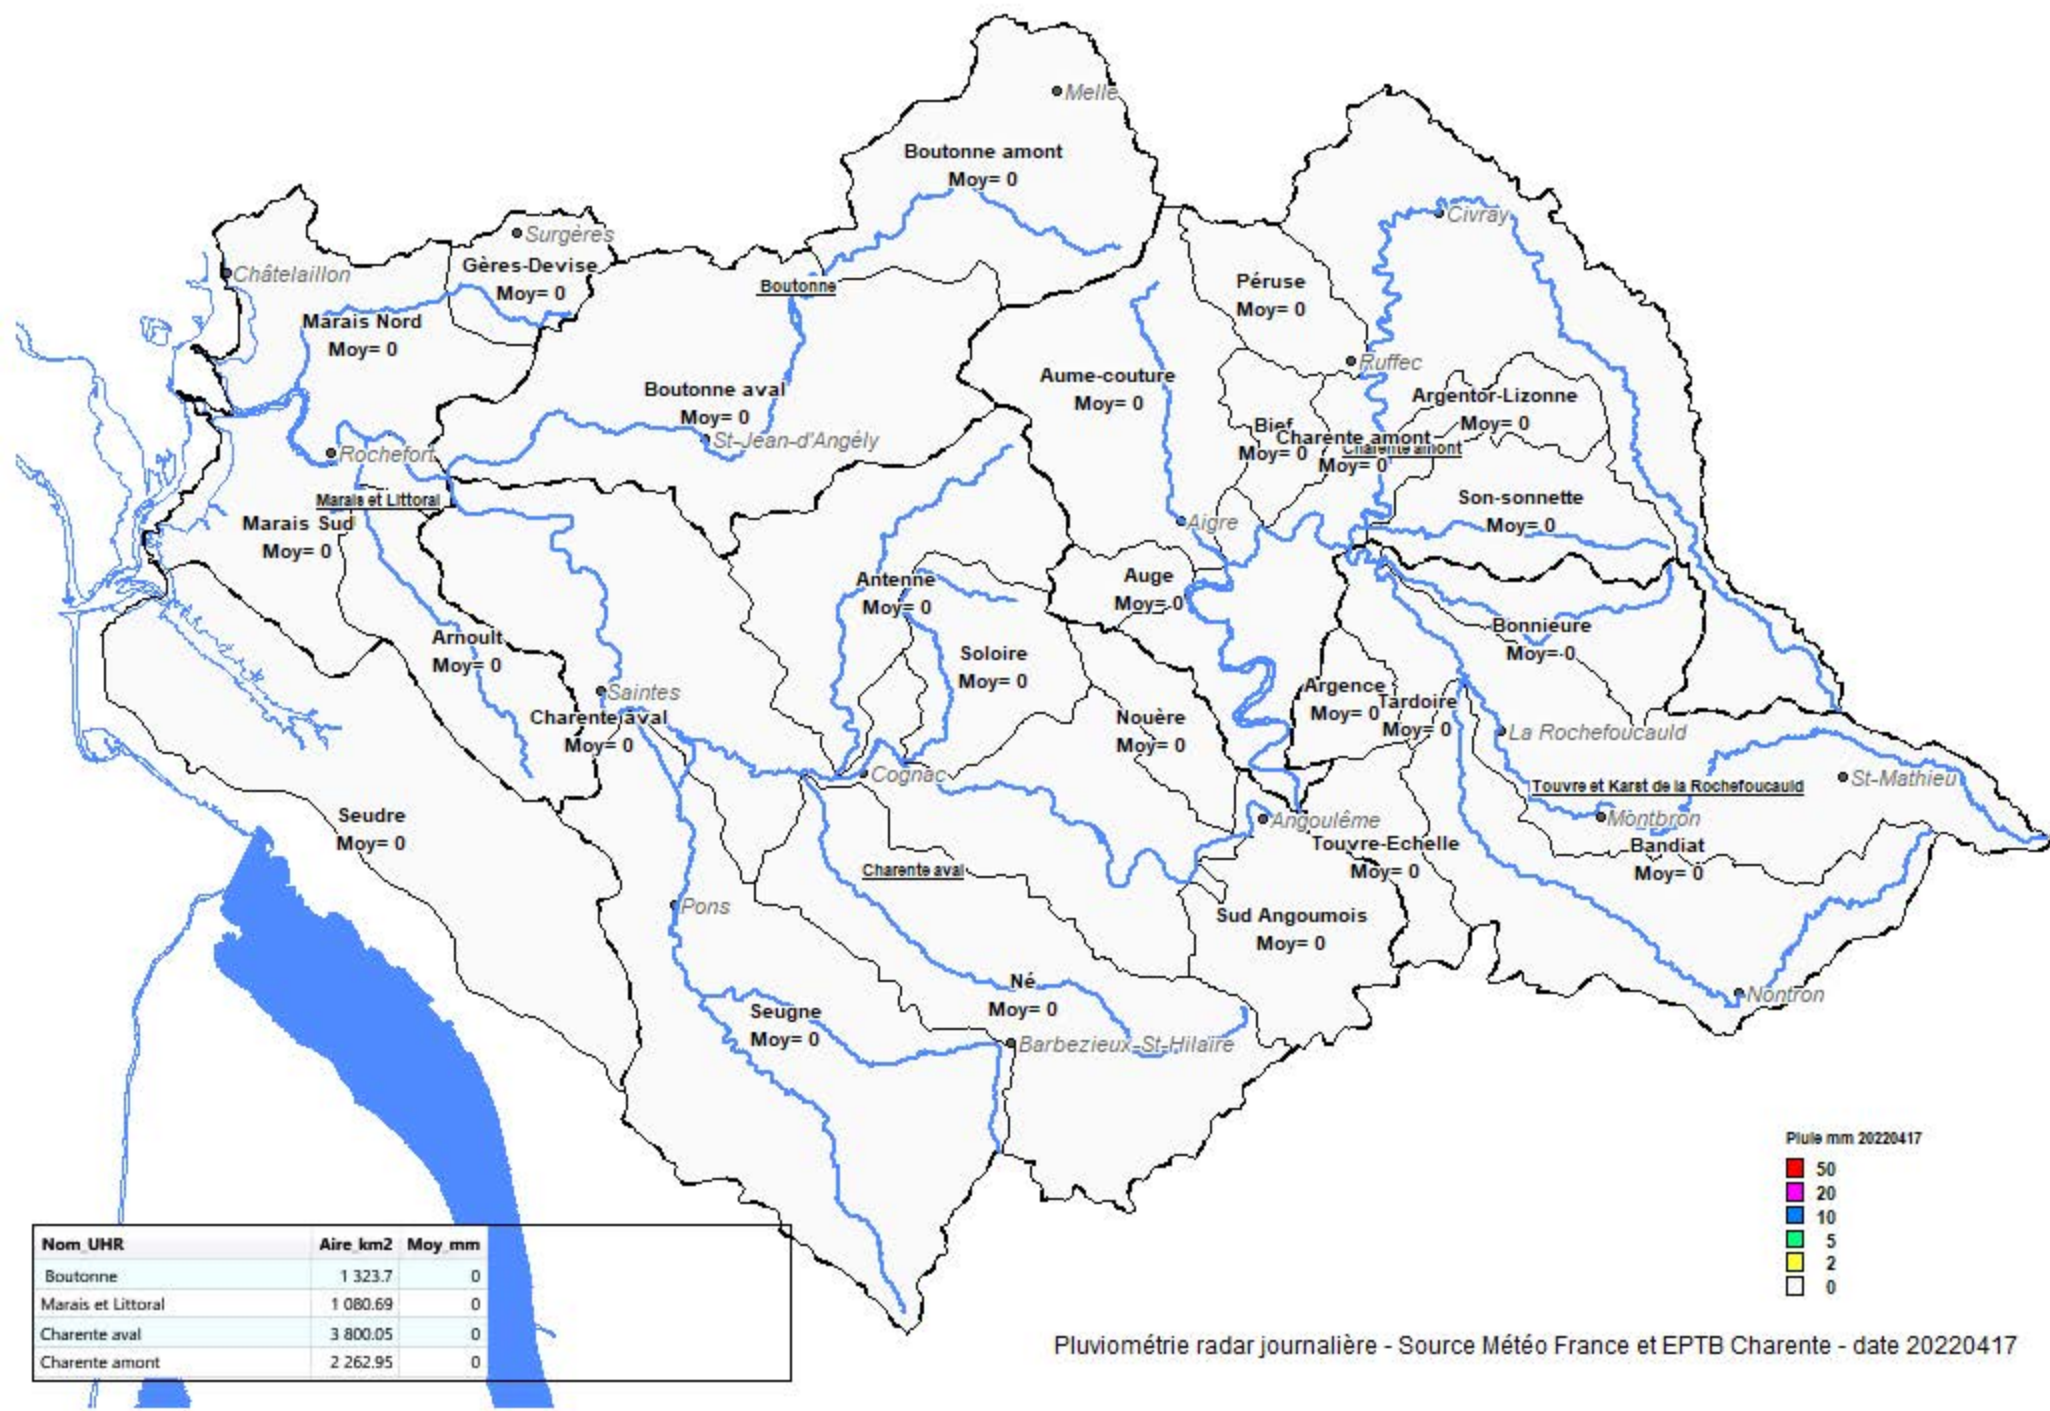 Melle
Boutonne amont
Moy= 0
Civray
Surgères
Châtelaillon
Gères-Devise
Moy= 0
Boutonne
Péruse
Moy= 0
Marais Nord
Moy= 0
Ruffec
Aume-couture
Moy= 0
Boutonne aval
Moy= 0
Argentor-Lizonne
Moy= 0
St-Jean-d'Angély
Bief
Moy= 0
Charente amont
Moy= 0
Charente amont
Rochefort
Marais et Littoral
Son-sonnette
Moy= 0
Marais Sud
Moy= 0
Aigre
Antenne
Moy= 0
Auge
Moy= 0
Bonnieure
Moy= 0
Arnoult
Moy= 0
Soloire
Moy= 0
Saintes
Argence
Moy= 0
Tardoire
Moy= 0
Charente aval
Moy= 0
Nouère
Moy= 0
La Rochefoucauld
Cognac
Touvre et Karst de la Rochefoucauld
St-Mathieu
Seudre
Moy= 0
Angoulême
Montbron
Touvre-Echelle
Moy= 0
Bandiat
Moy= 0
Charente aval
Pons
Sud Angoumois
Moy= 0
Né
Moy= 0
Nontron
Seugne
Moy= 0
Barbezieux-St-Hilaire
Pluie mm 20220417
50
20
10
5
2
0
Nom_UHR Aire_km2 Moy_mm
Boutonne 1 323.7 0
Marais et Littoral 1 080.69 0
Charente aval 3 800.05 0
Charente amont 2 262.95 0
Pluviométrie radar journalière - Source Météo France et EPTB Charente - date 20220417